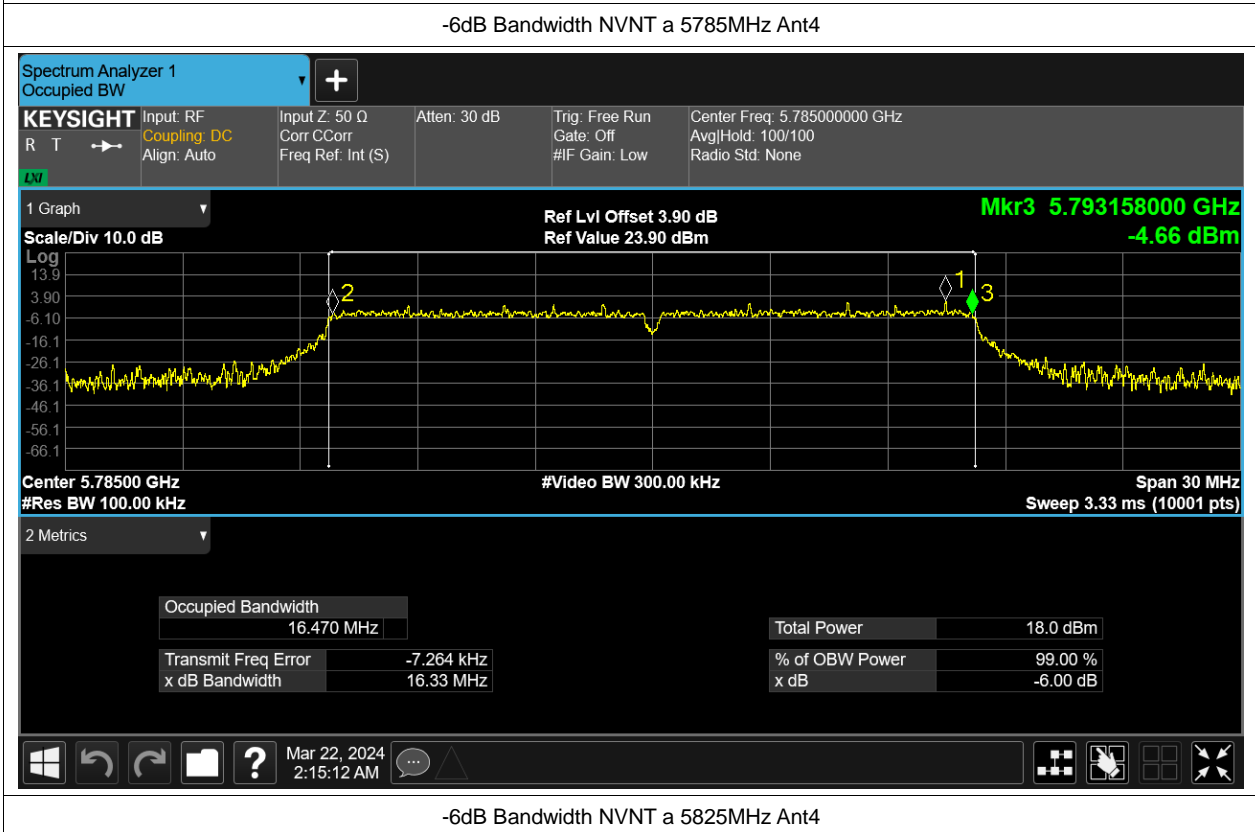 -6dB Bandwidth NVNT a 5785MHz Ant4
Spectrum Analyzer 1
Occupied BW
KEYSIGHT
R T
LXI
Input: RF
Coupling: DC
Align: Auto
Input Z: 50 Ω
Corr CCorr
Freq Ref: Int (S)
Atten: 30 dB
Trig: Free Run
Gate: Off
#IF Gain: Low
Center Freq: 5.785000000 GHz
Avg|Hold: 100/100
Radio Std: None
1 Graph
Scale/Div 10.0 dB
Ref Lvl Offset 3.90 dB
Ref Value 23.90 dBm
Mkr3 5.793158000 GHz
-4.66 dBm
Log
13.9
3.90
-6.10
-16.1
-26.1
-36.1
-46.1
-56.1
-66.1
2
1
3
Center 5.78500 GHz
#Video BW 300.00 kHz
Span 30 MHz
#Res BW 100.00 kHz
Sweep 3.33 ms (10001 pts)
2 Metrics
Occupied Bandwidth
16.470 MHz
Total Power 18.0 dBm
Transmit Freq Error -7.264 kHz
% of OBW Power 99.00 %
x dB Bandwidth 16.33 MHz
x dB -6.00 dB
?
Mar 22, 2024
2:15:12 AM
-6dB Bandwidth NVNT a 5825MHz Ant4